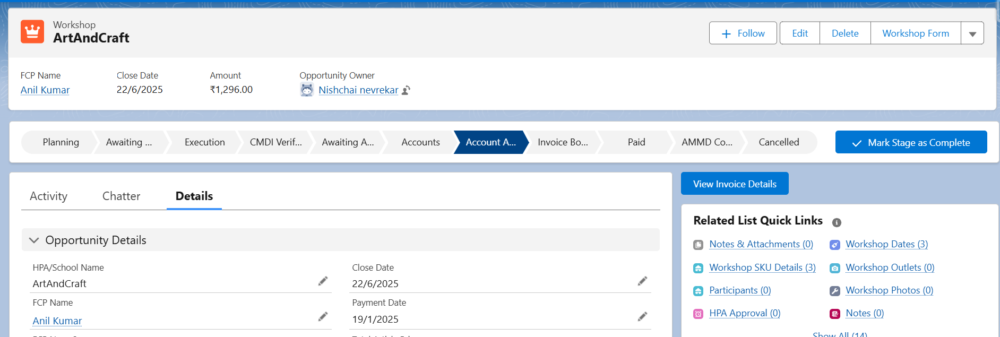 Workshop
ArtAndCraft
Follow
Edit
Delete
Workshop Form
FCP Name
Close Date
Amount
Opportunity Owner
Anil Kumar
22/6/2025
₹1,296.00
Nishchai nevrekar
Planning
Awaiting ...
Execution
CMDI Verif...
Awaiting A...
Accounts
Account A...
Invoice Bo...
Paid
AMMD Co...
Cancelled
Mark Stage as Complete
Activity
Chatter
Details
View Invoice Details
Opportunity Details
HPA/School Name
ArtAndCraft
Close Date
22/6/2025
FCP Name
Anil Kumar
Payment Date
19/1/2025
Related List Quick Links
Notes & Attachments (0)
Workshop Dates (3)
Workshop SKU Details (3)
Workshop Outlets (0)
Participants (0)
Workshop Photos (0)
HPA Approval (0)
Notes (0)
Show All (14)